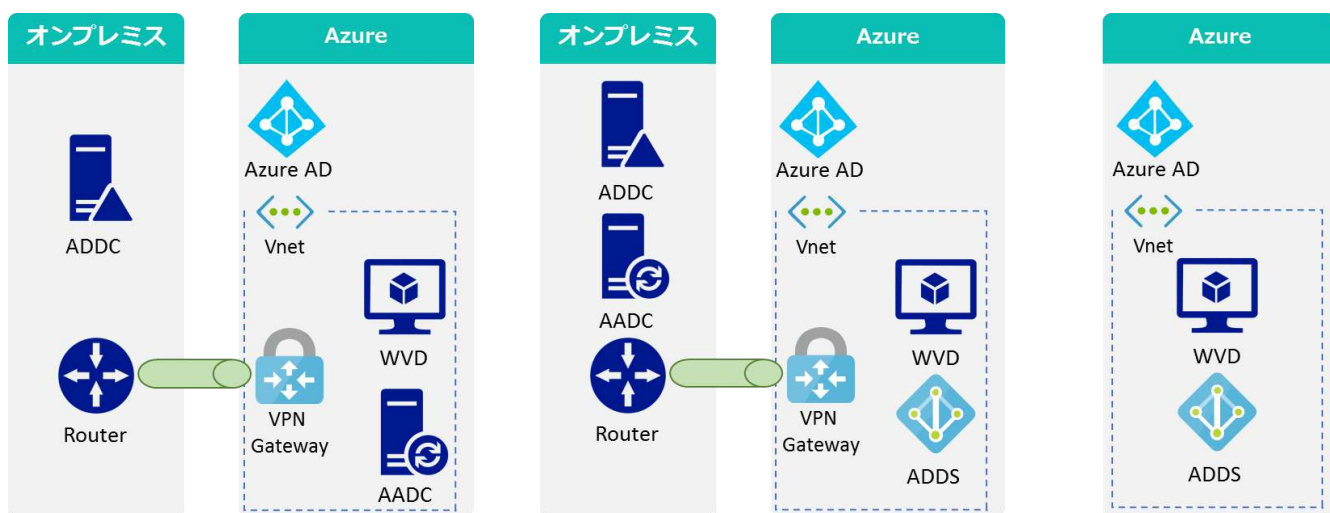 オンプレミス
Azure
ADDC
Router
Azure AD
Vnet
WVD
VPN
Gateway
AADC
オンプレミス
Azure
ADDC
AADC
Router
Azure AD
Vnet
WVD
VPN
Gateway
ADDS
Azure
Azure AD
Vnet
WVD
ADDS